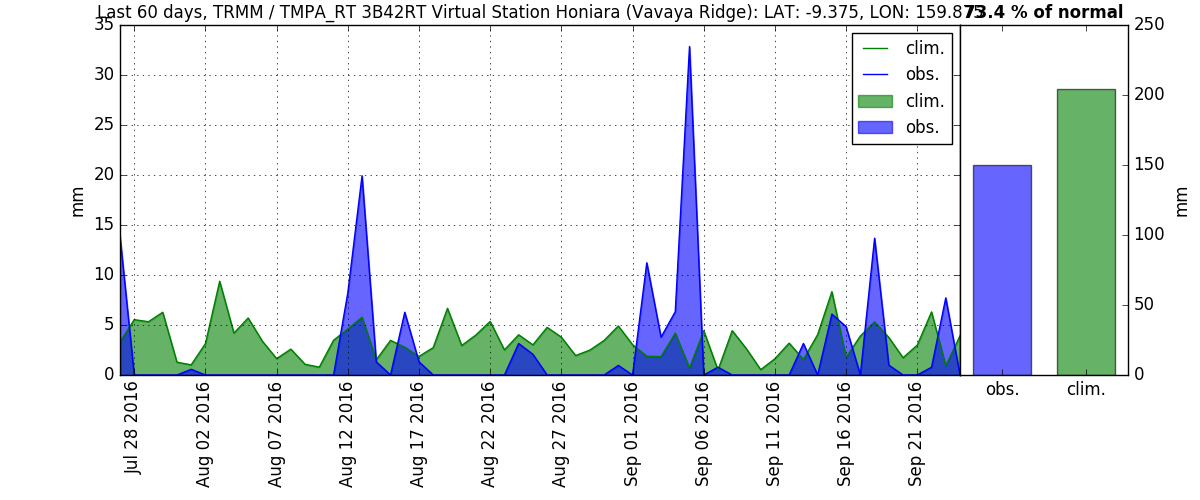 Last 60 days, TRMM / TMPA_RT 3B42RT Virtual Station Honiara (Vavaya Ridge): LAT: -9.375, LON: 159.875
73.4 % of normal
35
30
25
20
15
10
5
0
mm
clim.
obs.
clim.
obs.
Jul 28 2016
Aug 02 2016
Aug 07 2016
Aug 12 2016
Aug 17 2016
Aug 22 2016
Aug 27 2016
Sep 01 2016
Sep 06 2016
Sep 11 2016
Sep 16 2016
Sep 21 2016
250
200
150
100
50
0
mm
obs.
clim.